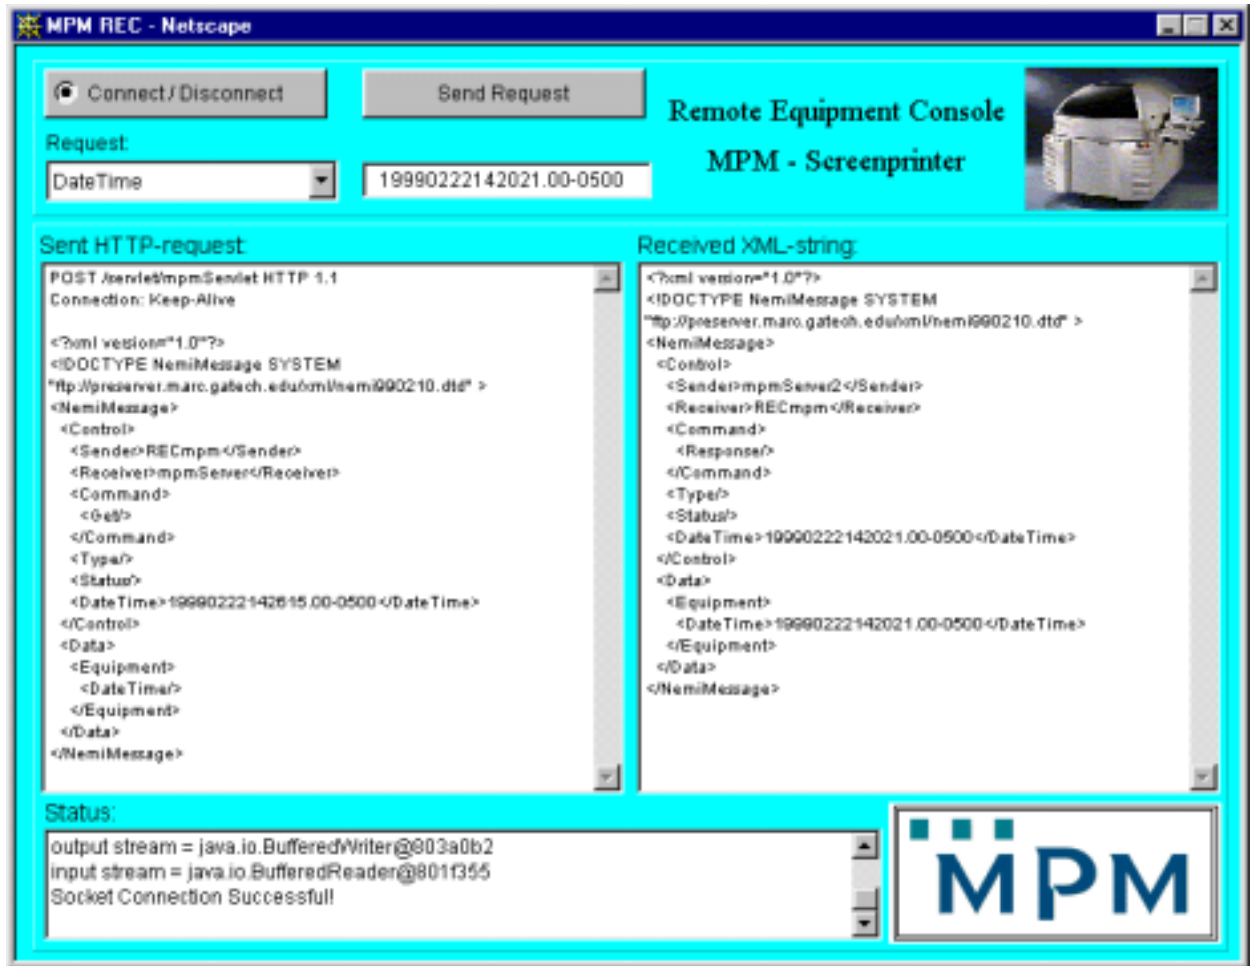 MPM REC - Netscape
Connect / Disconnect
Send Request
Remote Equipment Console
MPM - Screenprinter
Request:
DateTime
19990222142021.00-0500
Sent HTTP-request:
POST /servlet/mpmServlet HTTP 1.1
Connection: Keep-Alive
<?xml version="1.0"?>
<!DOCTYPE NemiMessage SYSTEM
"ftp://preserver.marc.gatech.edu/xml/nemi990210.dtd" >
<NemiMessage>
<Control>
<Sender>RECmpm</Sender>
<Receiver>mpmServer</Receiver>
<Command>
<Get/>
</Command>
<Type/>
<Status/>
<DateTime>19990222142615.00-0500</DateTime>
</Control>
<Data>
<Equipment>
<DateTime/>
</Equipment>
</Data>
</NemiMessage>
Received XML-string:
<?xml version="1.0"?>
<!DOCTYPE NemiMessage SYSTEM
"ftp://preserver.marc.gatech.edu/xml/nemi990210.dtd" >
<NemiMessage>
<Control>
<Sender>mpmServer2</Sender>
<Receiver>RECmpm</Receiver>
<Command>
<Response/>
</Command>
<Type/>
<Status/>
<DateTime>19990222142021.00-0500</DateTime>
</Control>
<Data>
<Equipment>
<DateTime>19990222142021.00-0500</DateTime>
</Equipment>
</Data>
</NemiMessage>
Status:
output stream = java.io.BufferedWriter@803a0b2
input stream = java.io.BufferedReader@801f355
Socket Connection Successful!
MPM